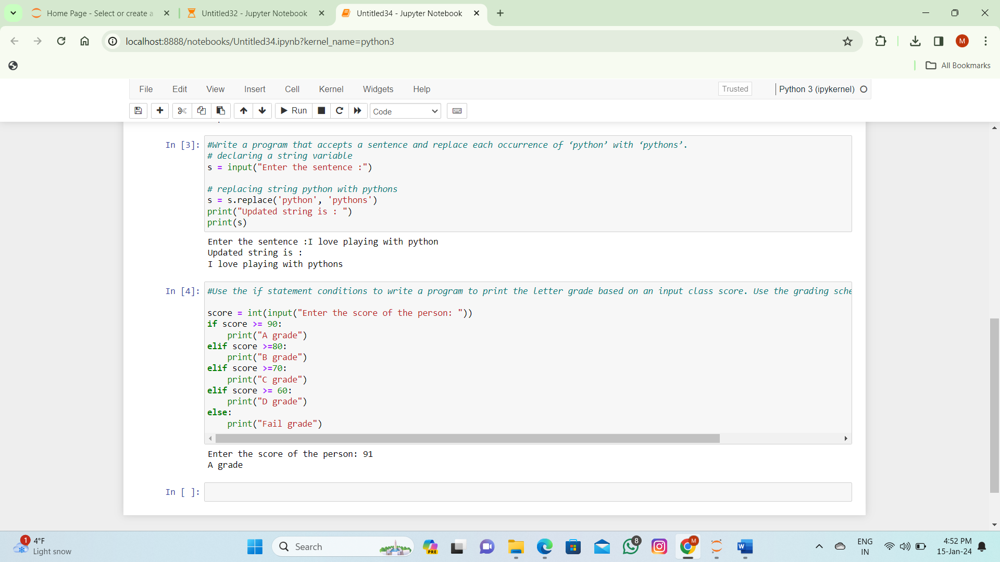 Home Page - Select or create a
Untitled32 - Jupyter Notebook
Untitled34 - Jupyter Notebook
localhost:8888/notebooks/Untitled34.ipynb?kernel_name=python3
M
All Bookmarks
File Edit View Insert Cell Kernel Widgets Help
Trusted
Python 3 (ipykernel)
Run
Code
In [3]: #Write a program that accepts a sentence and replace each occurrence of ‘python’ with ‘pythons’.
# declaring a string variable
s = input("Enter the sentence :")
# replacing string python with pythons
s = s.replace('python', 'pythons')
print("Updated string is : ")
print(s)
Enter the sentence :I love playing with python
Updated string is :
I love playing with pythons
In [4]: #Use the if statement conditions to write a program to print the letter grade based on an input class score. Use the grading sche
score = int(input("Enter the score of the person: "))
if score >= 90:
    print("A grade")
elif score >=80:
    print("B grade")
elif score >=70:
    print("C grade")
elif score >= 60:
    print("D grade")
else:
    print("Fail grade")
Enter the score of the person: 91
A grade
In [ ]:
1
4°F
Light snow
Search
PRE
8
M
W
ENG
IN
4:52 PM
15-Jan-24